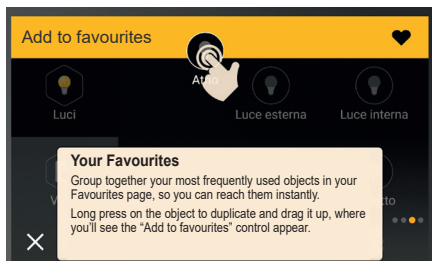 Add to favourites
Luci
Luce esterna
Luce interna
Your Favourites
Group together your most frequently used objects in your
Favourites page, so you can reach them instantly.
Long press on the object to duplicate and drag it up, where
you'll see the “Add to favourites” control appear.